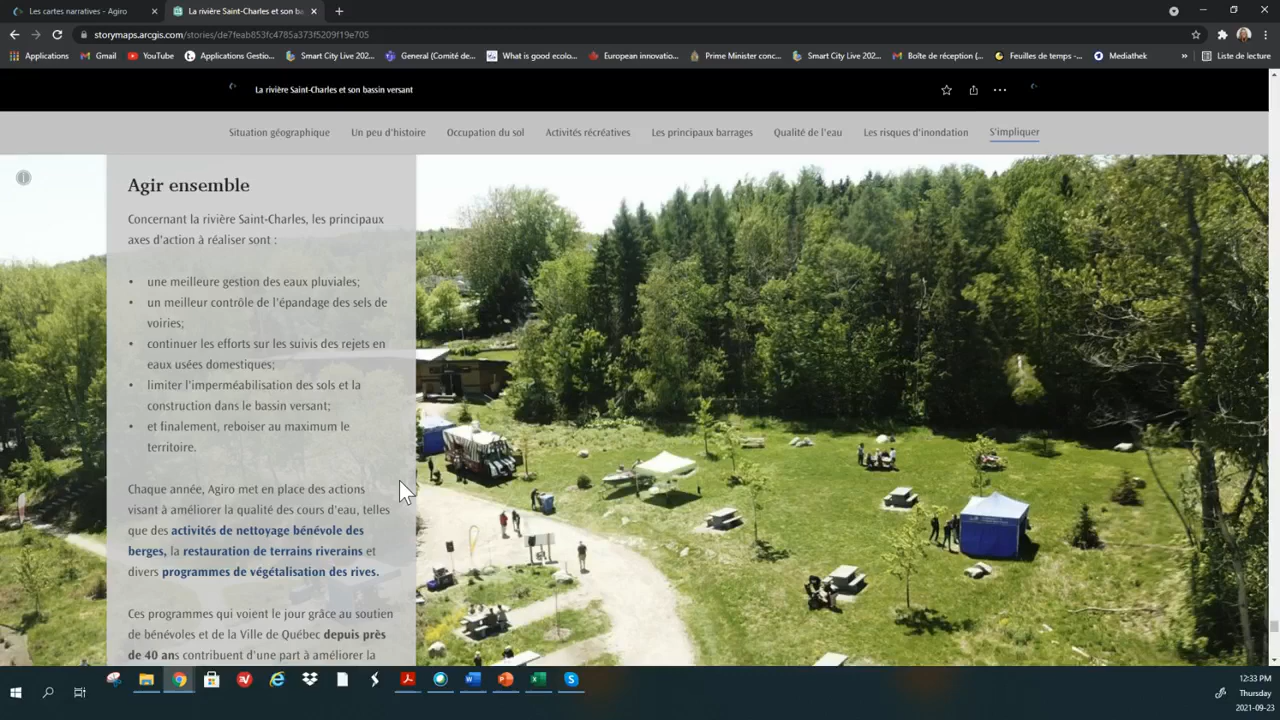 Les cartes narratives - Agiro
La rivière Saint-Charles et son ba
storymaps.arcgis.com/stories/de7feab853fc4785a373f5209f19e705
Applications
Gmail
YouTube
Applications Gestio...
Smart City Live 202...
General (Comité de...
What is good ecolo...
European innovatio...
Prime Minister conc...
Smart City Live 202...
Boîte de réception (...
Feuilles de temps -...
Mediathek
»
Liste de lecture
La rivière Saint-Charles et son bassin versant
Situation géographique
Un peu d'histoire
Occupation du sol
Activités récréatives
Les principaux barrages
Qualité de l'eau
Les risques d'inondation
S'impliquer
Agir ensemble
Concernant la rivière Saint-Charles, les principaux
axes d'action à réaliser sont :
• une meilleure gestion des eaux pluviales;
• un meilleur contrôle de l'épandage des sels de
voiries;
• continuer les efforts sur les suivis des rejets en
eaux usées domestiques;
• limiter l'imperméabilisation des sols et la
construction dans le bassin versant;
• et finalement, reboiser au maximum le
territoire.
Chaque année, Agiro met en place des actions
visant à améliorer la qualité des cours d'eau, telles
que des activités de nettoyage bénévole des
berges, la restauration de terrains riverains et
divers programmes de végétalisation des rives.
Ces programmes qui voient le jour grâce au soutien
de bénévoles et de la Ville de Québec depuis près
de 40 ans contribuent d'une part à améliorer la
12:33 PM
Thursday
2021-09-23